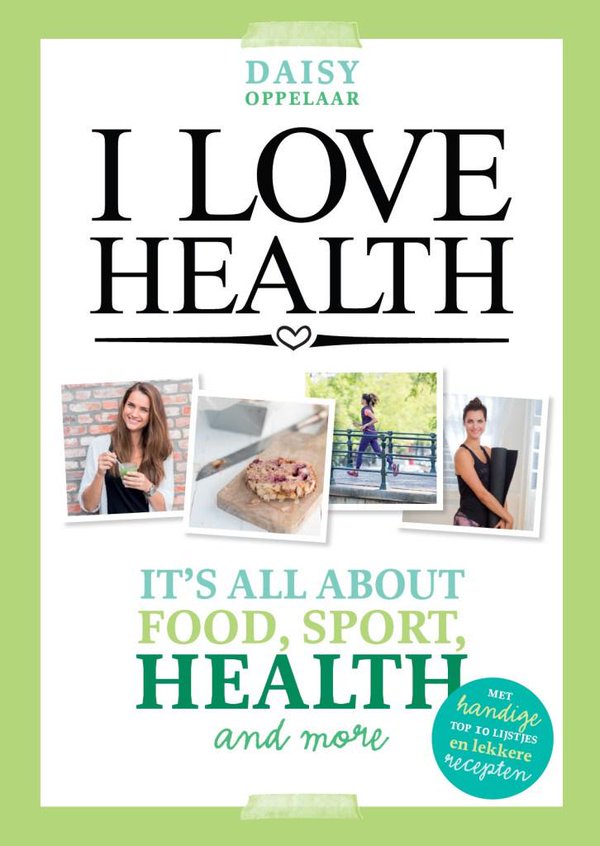 DAISY
OPPELAAR
I LOVE
HEALTH
IT'S ALL ABOUT
FOOD, SPORT,
HEALTH
and more
MET
handige
TOP 10 LIJSTJES
en lekkere
recepten